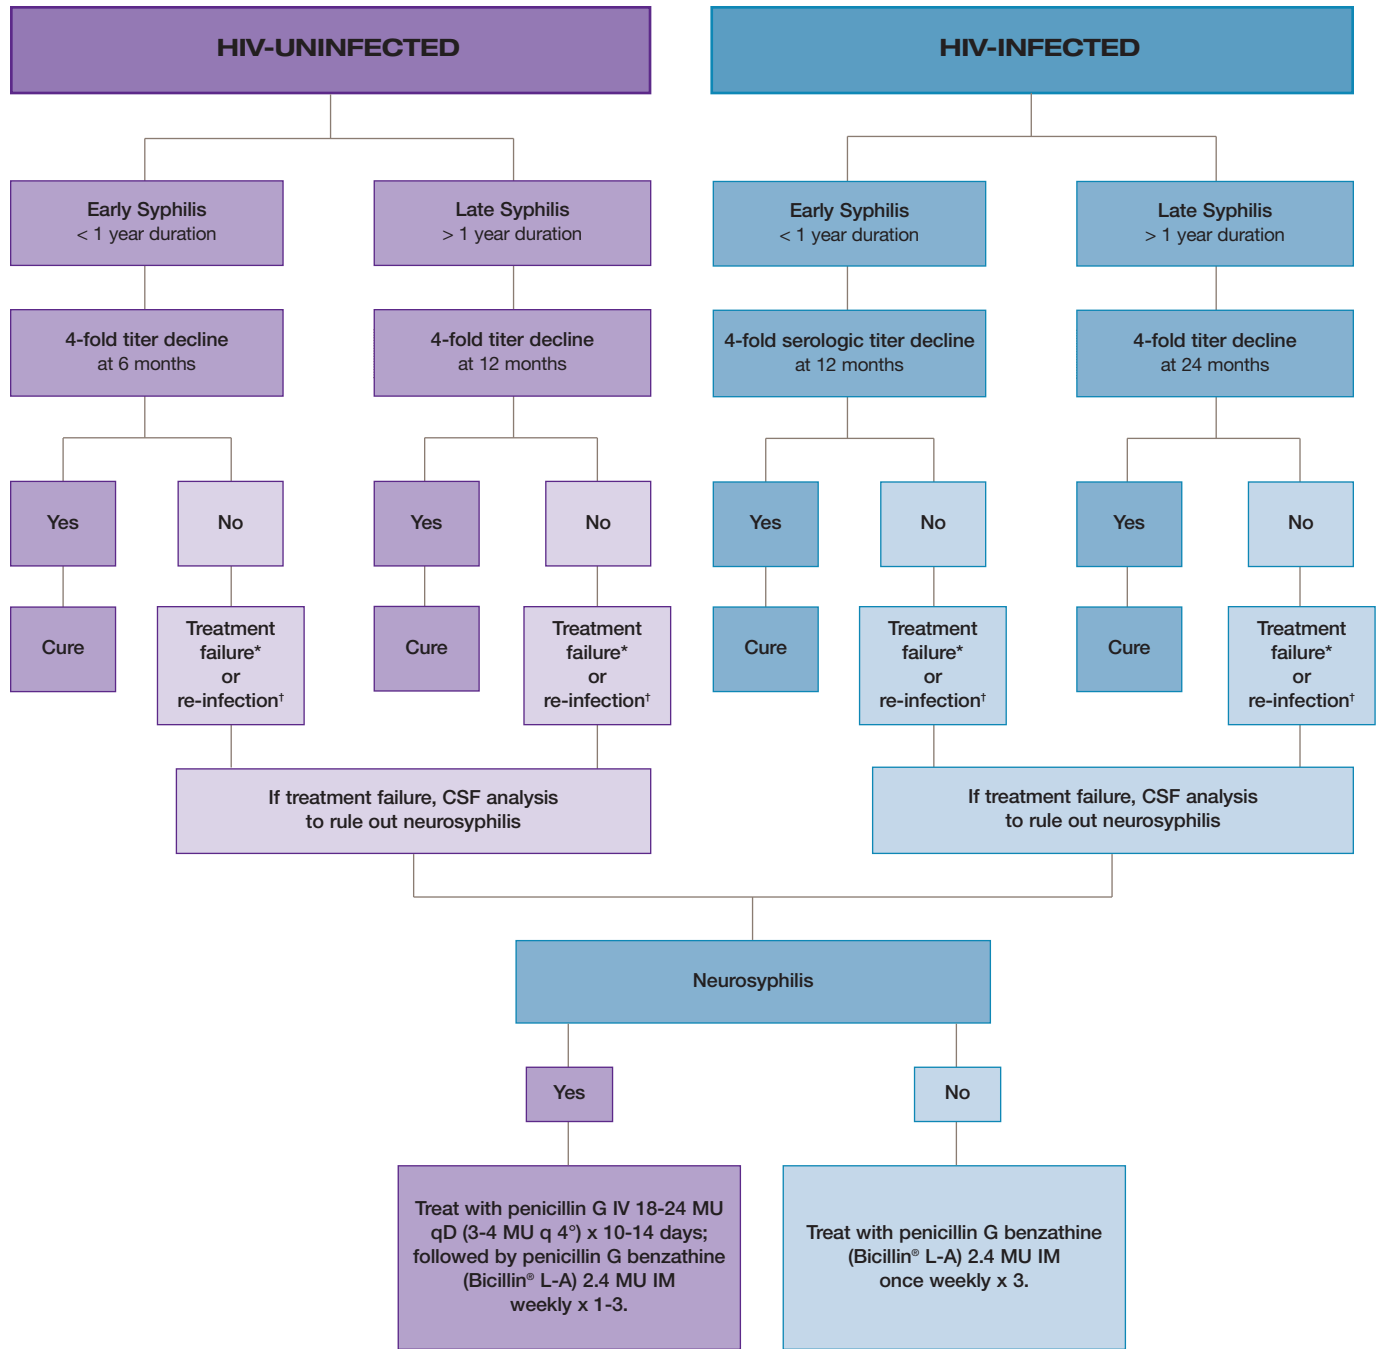 HIV-UNINFECTED
HIV-INFECTED
Early Syphilis
< 1 year duration
Late Syphilis
> 1 year duration
Early Syphilis
< 1 year duration
Late Syphilis
> 1 year duration
4-fold titer decline
at 6 months
4-fold titer decline
at 12 months
4-fold serologic titer decline
at 12 months
4-fold titer decline
at 24 months
Yes
No
Yes
No
Yes
No
Yes
No
Cure
Treatment
failure*
or
re-infection†
Cure
Treatment
failure*
or
re-infection†
Cure
Treatment
failure*
or
re-infection†
Cure
Treatment
failure*
or
re-infection†
If treatment failure, CSF analysis
to rule out neurosyphilis
If treatment failure, CSF analysis
to rule out neurosyphilis
Neurosyphilis
Yes
No
Treat with penicillin G IV 18-24 MU
qD (3-4 MU q 4°) x 10-14 days;
followed by penicillin G benzathine
(Bicillin® L-A) 2.4 MU IM
weekly x 1-3.
Treat with penicillin G benzathine
(Bicillin® L-A) 2.4 MU IM
once weekly x 3.